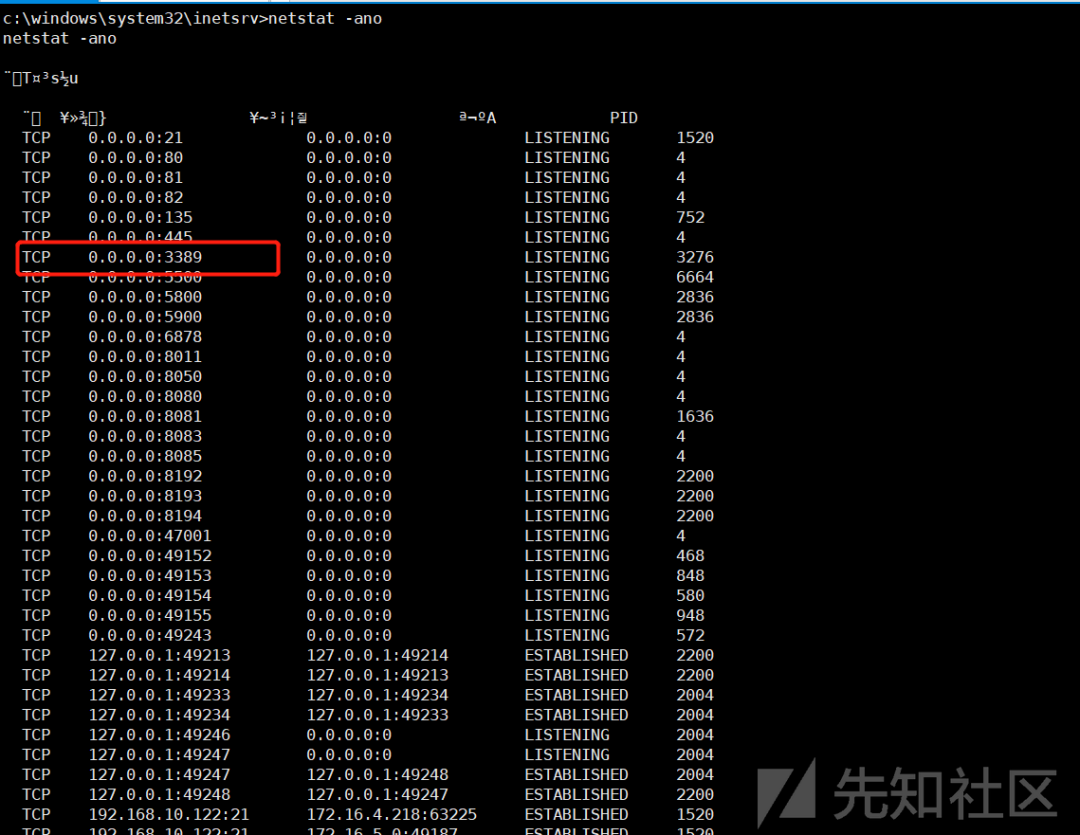 c:\windows\system32\inetsrv>netstat -ano
netstat -ano
PID
TCP 0.0.0.0:21 0.0.0.0:0 LISTENING 1520
TCP 0.0.0.0:80 0.0.0.0:0 LISTENING 4
TCP 0.0.0.0:81 0.0.0.0:0 LISTENING 4
TCP 0.0.0.0:82 0.0.0.0:0 LISTENING 4
TCP 0.0.0.0:135 0.0.0.0:0 LISTENING 752
TCP 0.0.0.0:445 0.0.0.0:0 LISTENING 4
TCP 0.0.0.0:3389 0.0.0.0:0 LISTENING 3276
TCP 0.0.0.0:5500 0.0.0.0:0 LISTENING 6664
TCP 0.0.0.0:5800 0.0.0.0:0 LISTENING 2836
TCP 0.0.0.0:5900 0.0.0.0:0 LISTENING 2836
TCP 0.0.0.0:6878 0.0.0.0:0 LISTENING 4
TCP 0.0.0.0:8011 0.0.0.0:0 LISTENING 4
TCP 0.0.0.0:8050 0.0.0.0:0 LISTENING 4
TCP 0.0.0.0:8080 0.0.0.0:0 LISTENING 4
TCP 0.0.0.0:8081 0.0.0.0:0 LISTENING 1636
TCP 0.0.0.0:8083 0.0.0.0:0 LISTENING 4
TCP 0.0.0.0:8085 0.0.0.0:0 LISTENING 4
TCP 0.0.0.0:8192 0.0.0.0:0 LISTENING 2200
TCP 0.0.0.0:8193 0.0.0.0:0 LISTENING 2200
TCP 0.0.0.0:8194 0.0.0.0:0 LISTENING 2200
TCP 0.0.0.0:47001 0.0.0.0:0 LISTENING 4
TCP 0.0.0.0:49152 0.0.0.0:0 LISTENING 468
TCP 0.0.0.0:49153 0.0.0.0:0 LISTENING 848
TCP 0.0.0.0:49154 0.0.0.0:0 LISTENING 580
TCP 0.0.0.0:49155 0.0.0.0:0 LISTENING 948
TCP 0.0.0.0:49243 0.0.0.0:0 LISTENING 572
TCP 127.0.0.1:49213 127.0.0.1:49214 ESTABLISHED 2200
TCP 127.0.0.1:49214 127.0.0.1:49213 ESTABLISHED 2200
TCP 127.0.0.1:49233 127.0.0.1:49234 ESTABLISHED 2004
TCP 127.0.0.1:49234 127.0.0.1:49233 ESTABLISHED 2004
TCP 127.0.0.1:49246 0.0.0.0:0 LISTENING 2004
TCP 127.0.0.1:49247 0.0.0.0:0 LISTENING 2004
TCP 127.0.0.1:49247 127.0.0.1:49248 ESTABLISHED 2004
TCP 127.0.0.1:49248 127.0.0.1:49247 ESTABLISHED 2200
TCP 192.168.10.122:21 172.16.4.218:63225 ESTABLISHED 1520
TCP 192.168.10.122:21 172.16.5.0:49187 ESTABLISHED 1520
先知社区